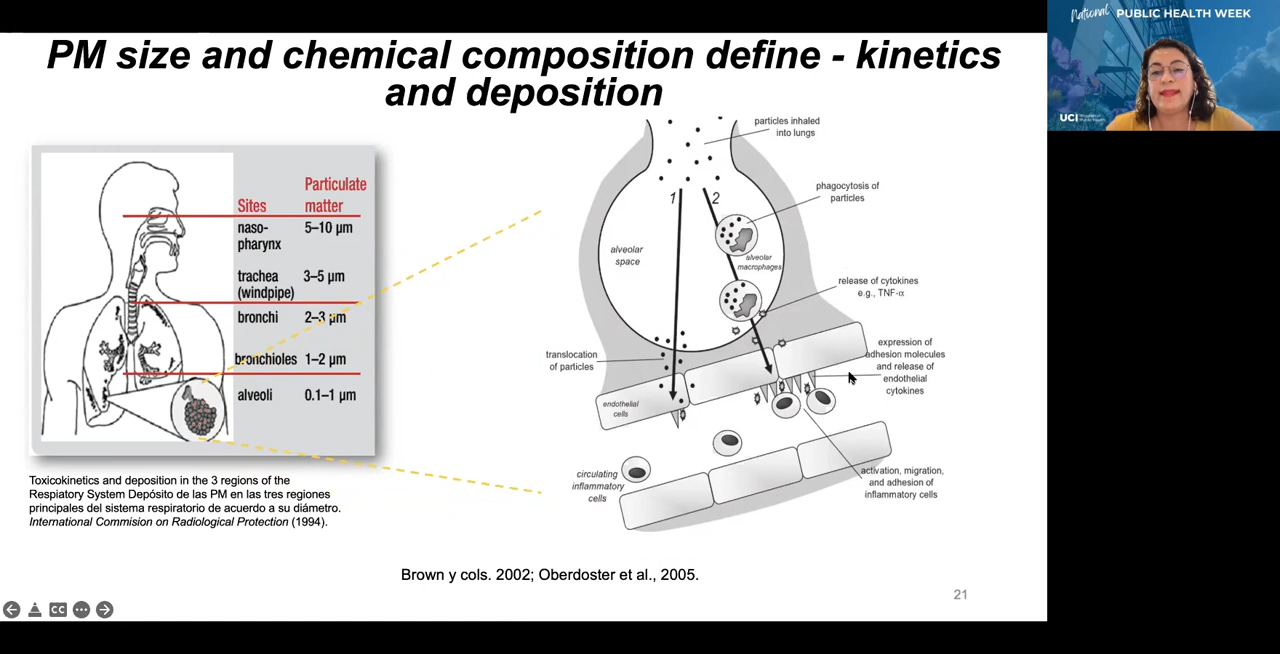 PM size and chemical composition define - kinetics
and deposition
National PUBLIC HEALTH WEEK
UCI
Particulate
Sites matter
naso-
pharynx 5–10 µm
trachea 3–5 µm
(windpipe)
bronchi 2–3 µm
bronchioles 1–2 µm
alveoli 0.1–1 µm
particles inhaled
into lungs
1 2
phagocytosis of
particles
alveolar
space
alveolar
macrophages
release of cytokines
e.g., TNF-α
translocation
of particles
expression of
adhesion molecules
and release of
endothelial
cytokines
endothelial
cells
circulating
inflammatory
cells
activation, migration,
and adhesion of
inflammatory cells
Toxicokinetics and deposition in the 3 regions of the
Respiatory System Depósito de las PM en las tres regiones
principales del sistema respiratorio de acuerdo a su diámetro.
International Commision on Radiological Protection (1994).
Brown y cols. 2002; Oberdoster et al., 2005.
21
CC